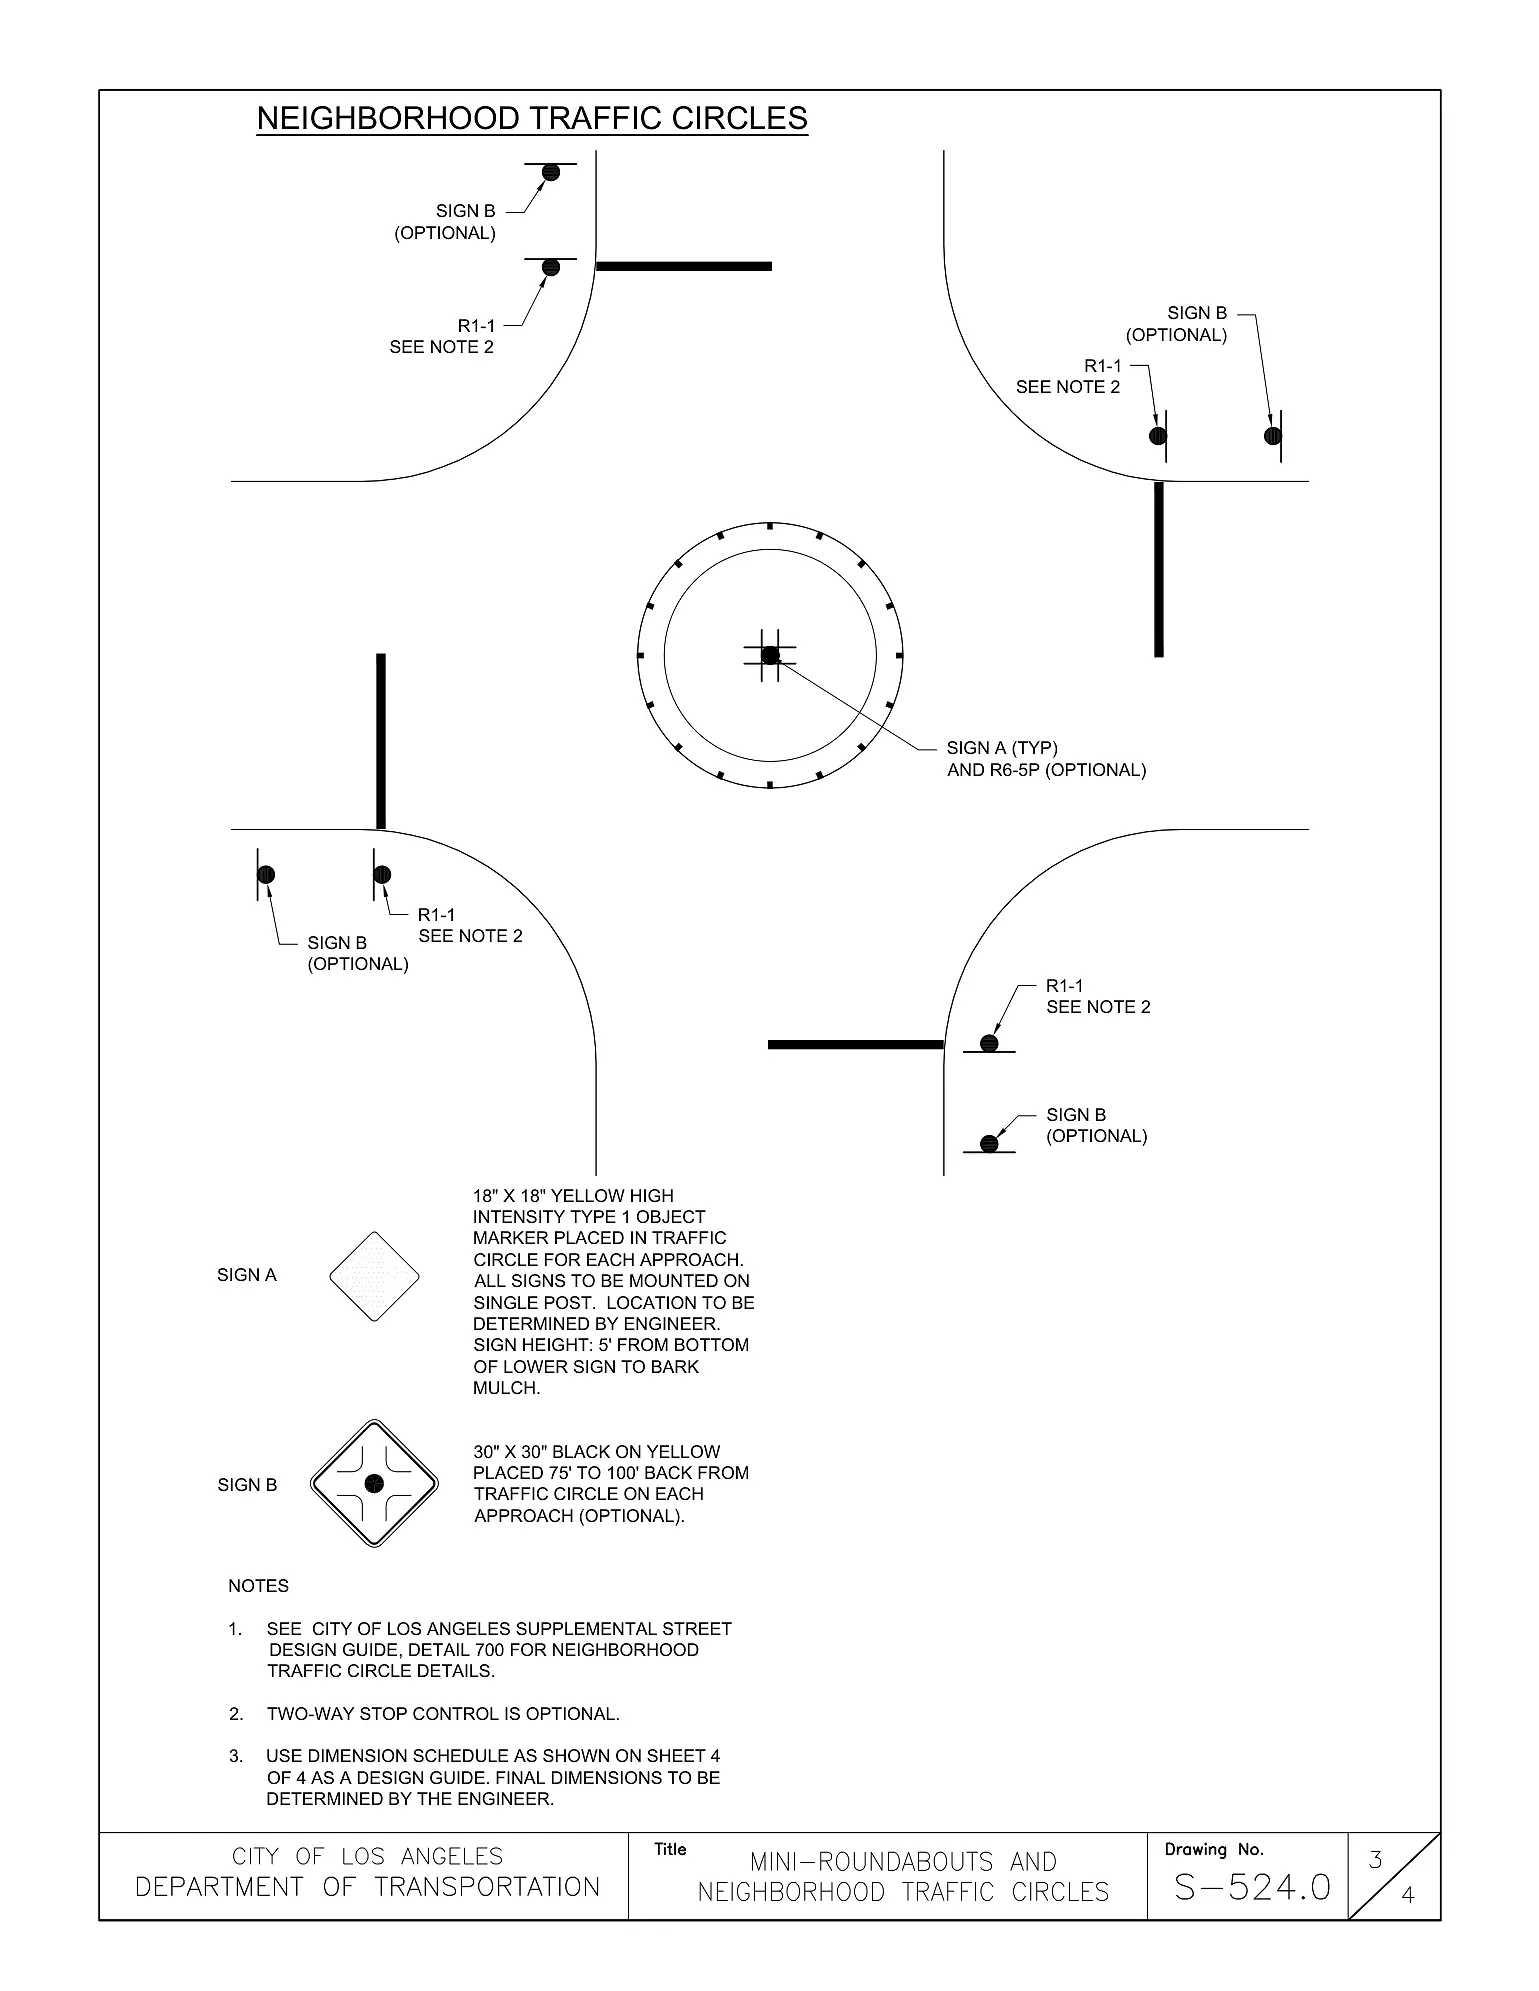 NEIGHBORHOOD TRAFFIC CIRCLES
SIGN B
(OPTIONAL)
R1-1
SEE NOTE 2
SIGN B
(OPTIONAL)
R1-1
SEE NOTE 2
SIGN A (TYP)
AND R6-5P (OPTIONAL)
R1-1
SEE NOTE 2
SIGN B
(OPTIONAL)
R1-1
SEE NOTE 2
SIGN B
(OPTIONAL)
SIGN A
18" X 18" YELLOW HIGH
INTENSITY TYPE 1 OBJECT
MARKER PLACED IN TRAFFIC
CIRCLE FOR EACH APPROACH.
ALL SIGNS TO BE MOUNTED ON
SINGLE POST. LOCATION TO BE
DETERMINED BY ENGINEER.
SIGN HEIGHT: 5' FROM BOTTOM
OF LOWER SIGN TO BARK
MULCH.
SIGN B
30" X 30" BLACK ON YELLOW
PLACED 75' TO 100' BACK FROM
TRAFFIC CIRCLE ON EACH
APPROACH (OPTIONAL).
NOTES
1. SEE CITY OF LOS ANGELES SUPPLEMENTAL STREET
DESIGN GUIDE, DETAIL 700 FOR NEIGHBORHOOD
TRAFFIC CIRCLE DETAILS.
2. TWO-WAY STOP CONTROL IS OPTIONAL.
3. USE DIMENSION SCHEDULE AS SHOWN ON SHEET 4
OF 4 AS A DESIGN GUIDE. FINAL DIMENSIONS TO BE
DETERMINED BY THE ENGINEER.
CITY OF LOS ANGELES
DEPARTMENT OF TRANSPORTATION
Title
MINI-ROUNDABOUTS AND
NEIGHBORHOOD TRAFFIC CIRCLES
Drawing No.
S-524.0
3
4